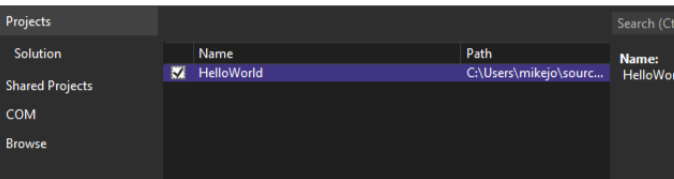 Projects
Search (Ct
Solution
Name Path
Name:
HelloWorld C:\Users\mikejo\sourc...
HelloWor
Shared Projects
COM
Browse